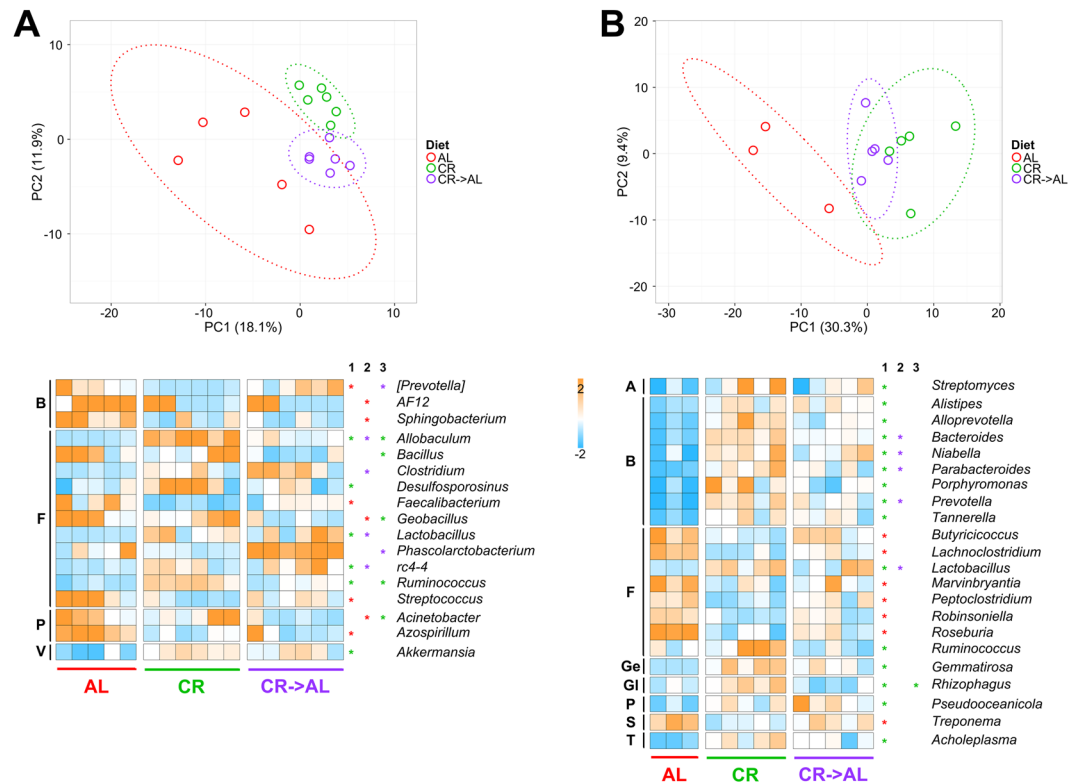 A
10
0
-10
-20
-10
0
10
PC2 (11.9%)
PC1 (18.1%)
Diet
AL
CR
CR->AL
B
20
10
0
-10
-20
-30
-20
-10
0
10
20
PC2 (9.4%)
PC1 (30.3%)
Diet
AL
CR
CR->AL
1 2 3
B
* * [Prevotella]
* AF12
* Sphingobacterium
F
* * * Allobaculum
* Bacillus
* Clostridium
* Desulfosporosinus
* Faecalibacterium
* * Geobacillus
* * Lactobacillus
* Phascolarctobacterium
* * rc4-4
* * Ruminococcus
* Streptococcus
P
* * Acinetobacter
* Azospirillum
V
* Akkermansia
AL CR CR->AL
2
-2
1 2 3
A
* Streptomyces
B
* Alistipes
* Alloprevotella
* * Bacteroides
* * Niabella
* * Parabacteroides
* Porphyromonas
* * Prevotella
* Tannerella
F
* Butyricicoccus
* Lachnoclostridium
* * Lactobacillus
* Marvinbryantia
* Peptoclostridium
* Robinsoniella
* Roseburia
* Ruminococcus
Ge
* Gemmatirosa
Gl
* * Rhizophagus
P
* Pseudooceanicola
S
* Treponema
T
* Acholeplasma
AL CR CR->AL